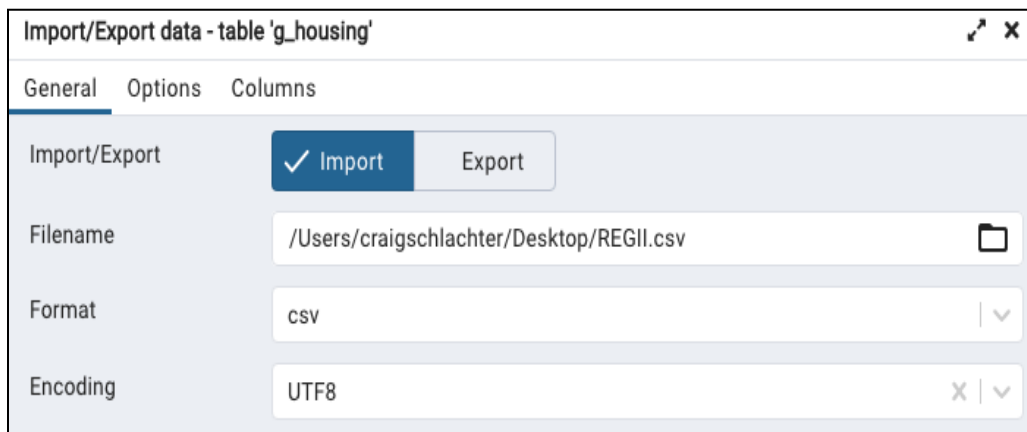 Import/Export data - table 'g_housing'
General Options Columns
Import/Export Import Export
Filename /Users/craigschlachter/Desktop/REGII.csv
Format csv
Encoding UTF8